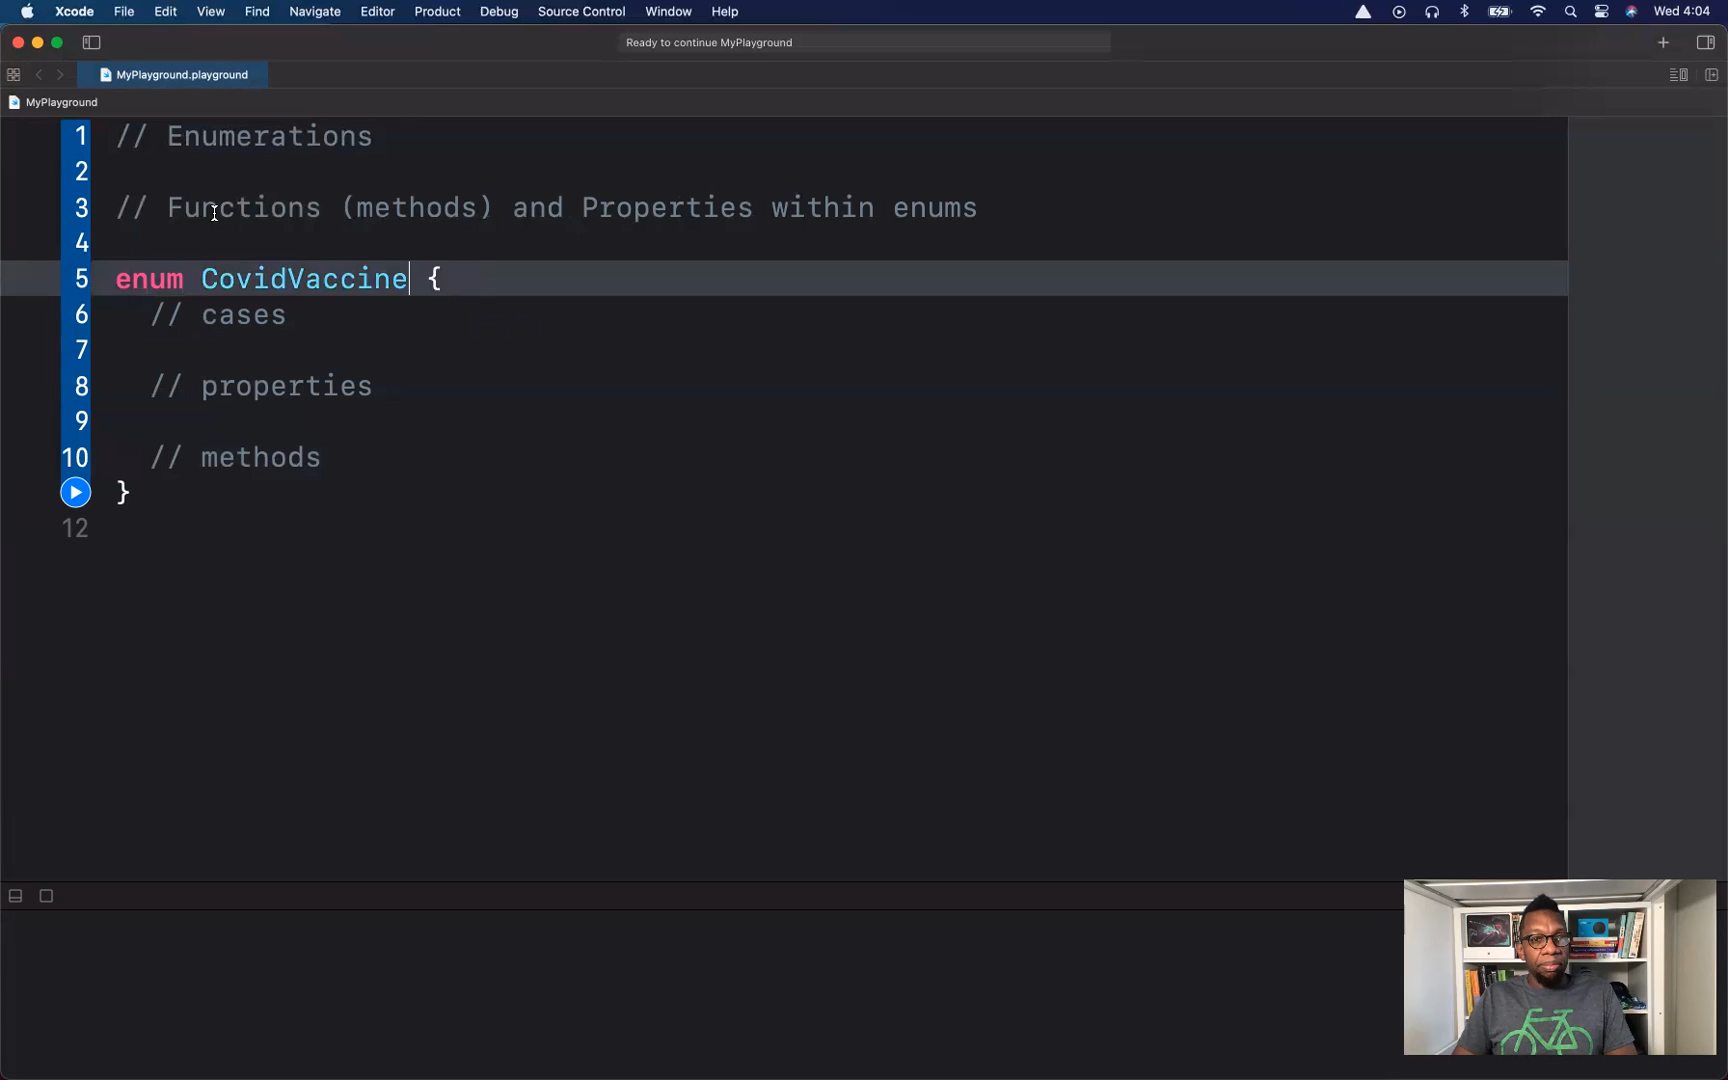 Xcode File Edit View Find Navigate Editor Product Debug Source Control Window Help Wed 4:04
Ready to continue MyPlayground
MyPlayground.playground
MyPlayground
1 // Enumerations
2
3 // Functions (methods) and Properties within enums
4
5 enum CovidVaccine {
6 // cases
7
8 // properties
9
10 // methods
}
12